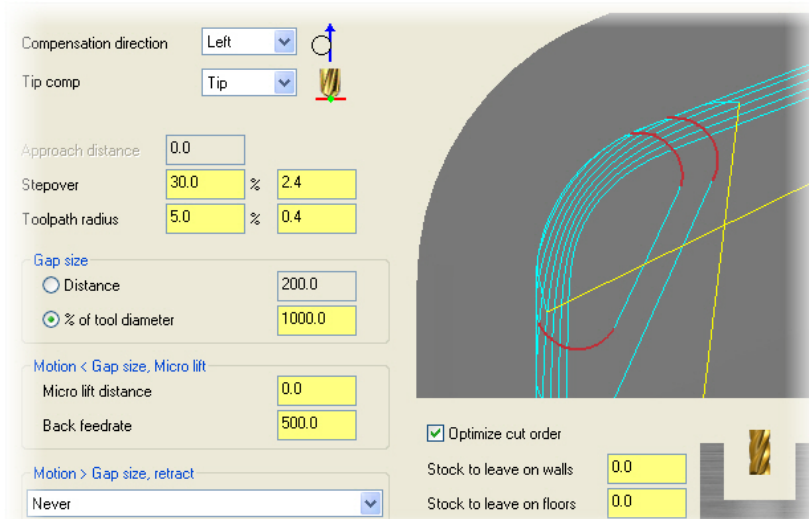 Compensation direction Left
Tip comp Tip
Approach distance 0.0
Stepover 30.0 % 2.4
Toolpath radius 5.0 % 0.4
Gap size
Distance 200.0
% of tool diameter 1000.0
Motion < Gap size, Micro lift
Micro lift distance 0.0
Back feedrate 500.0
Motion > Gap size, retract
Never
Optimize cut order
Stock to leave on walls 0.0
Stock to leave on floors 0.0